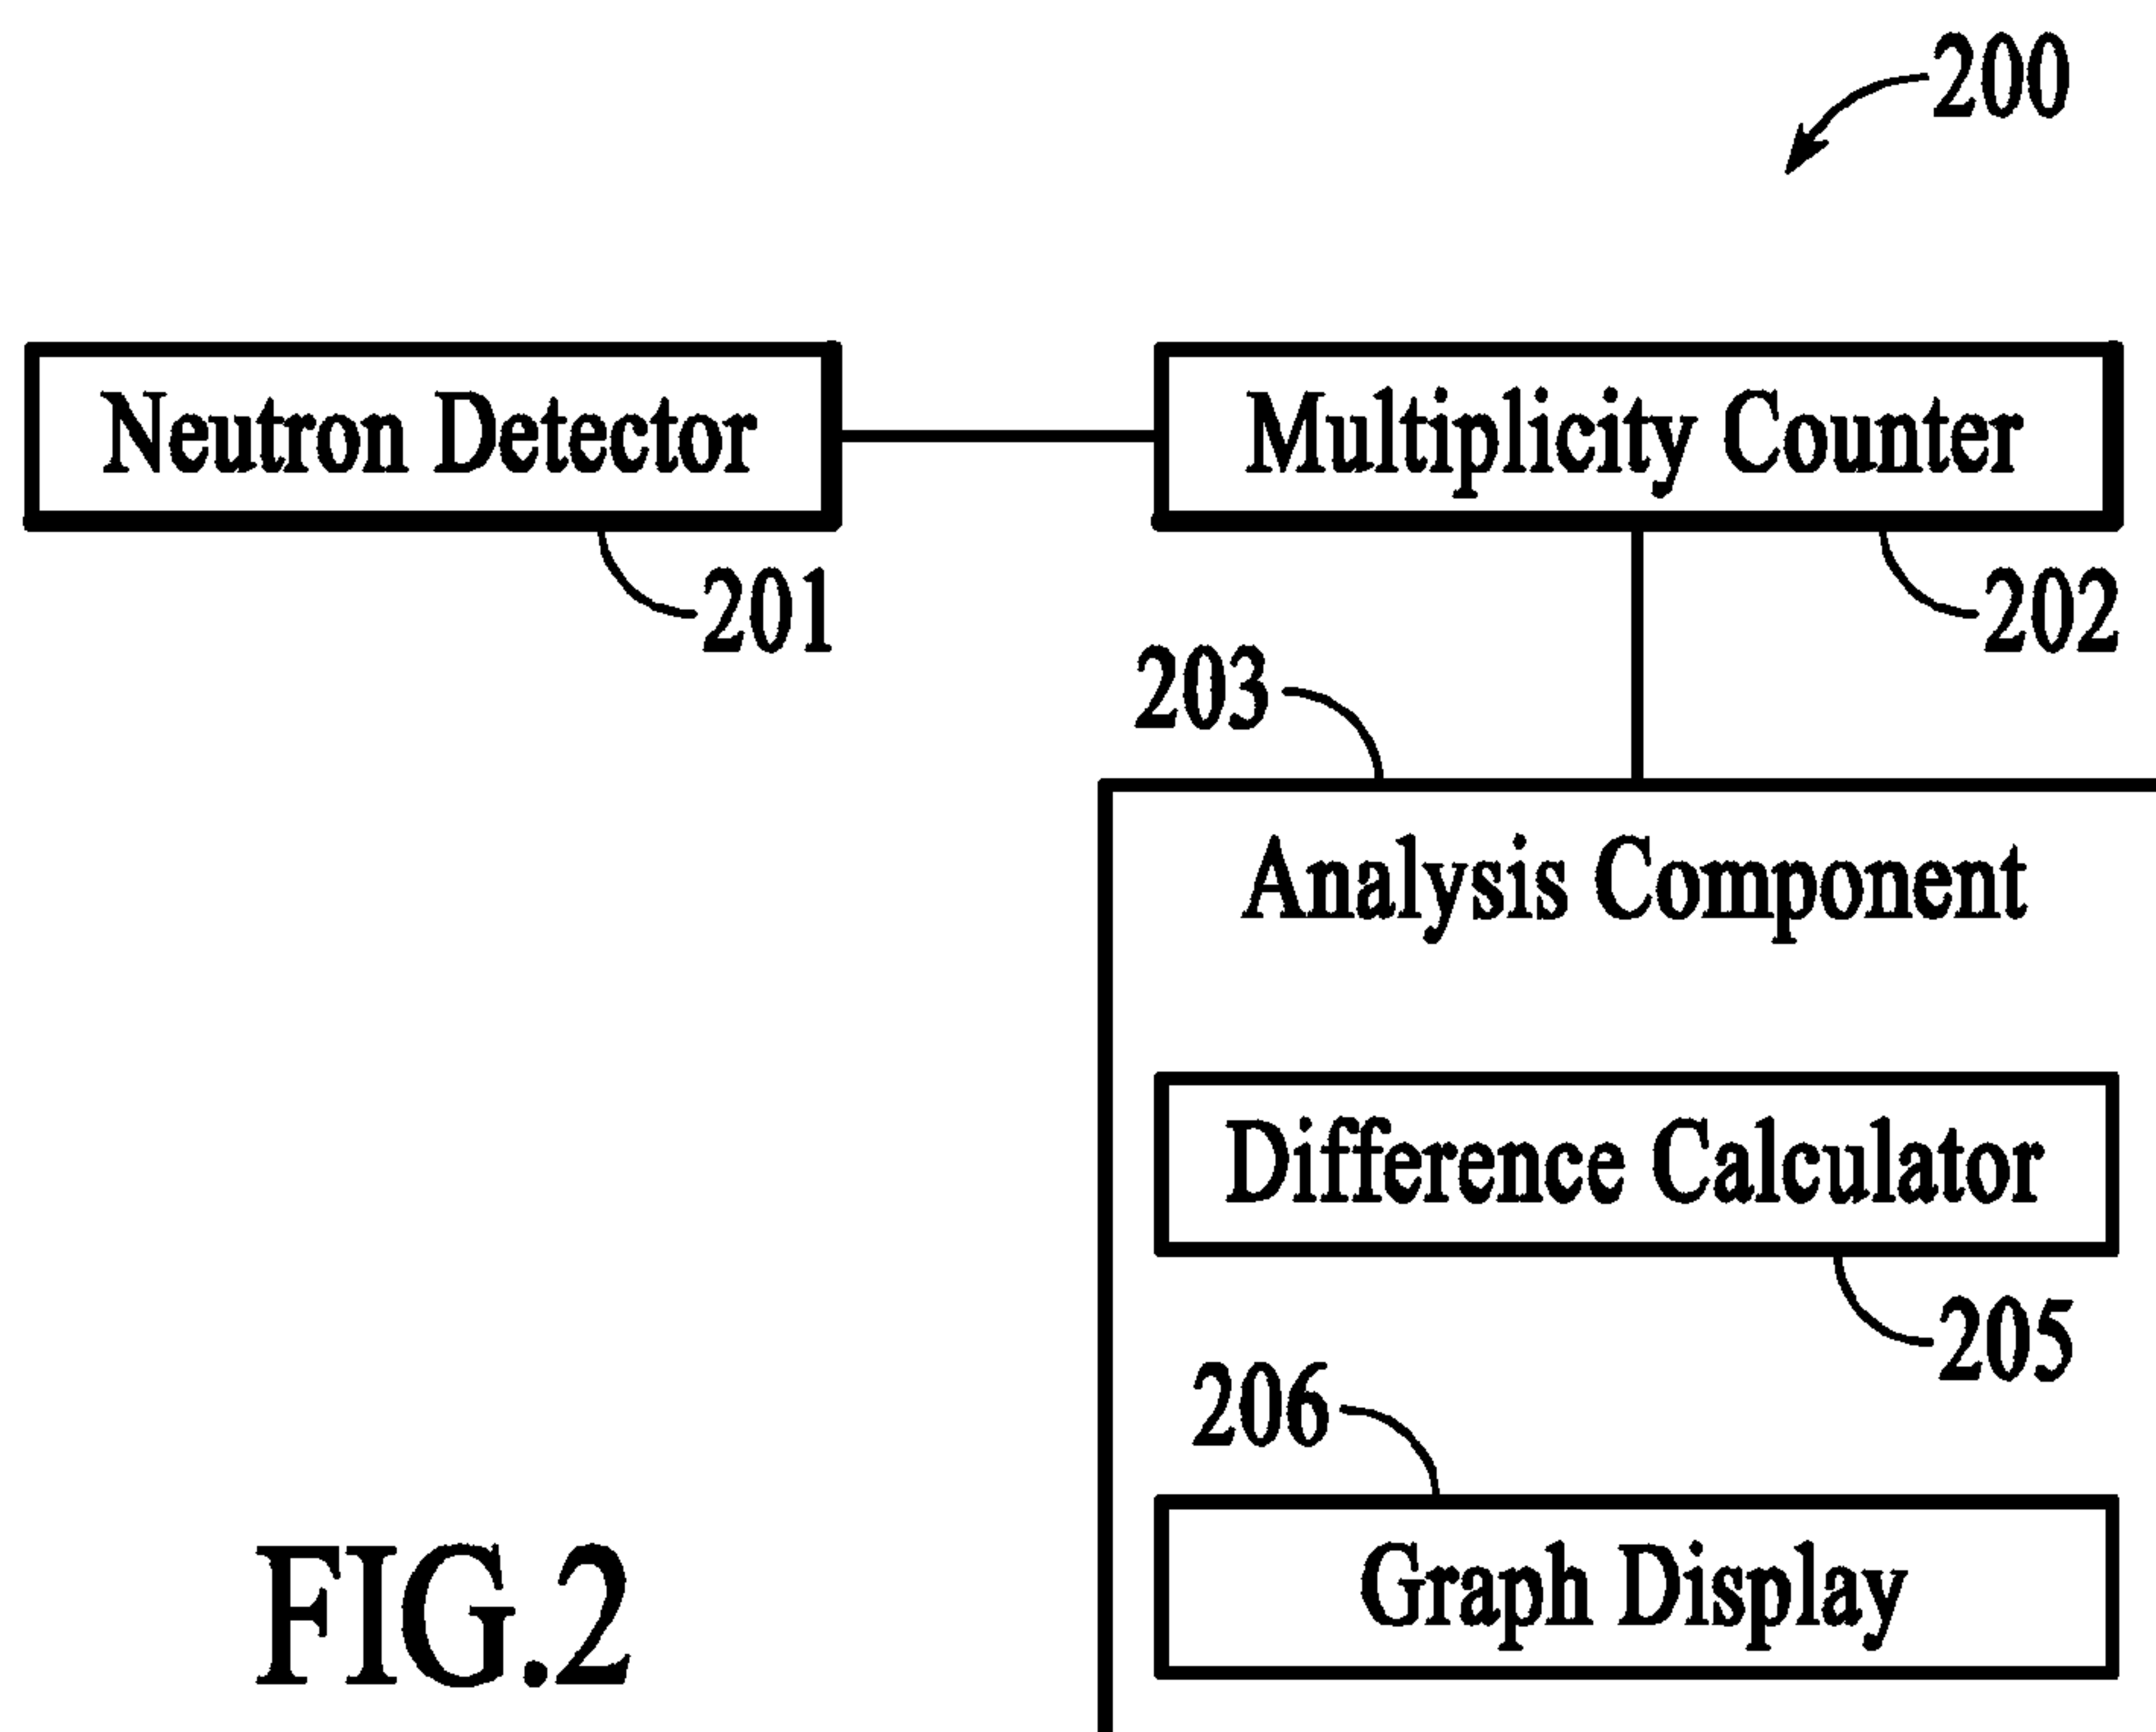 200
Neutron Detector
Multiplicity Counter
201
202
203
Analysis Component
Difference Calculator
205
206
Graph Display
FIG.2